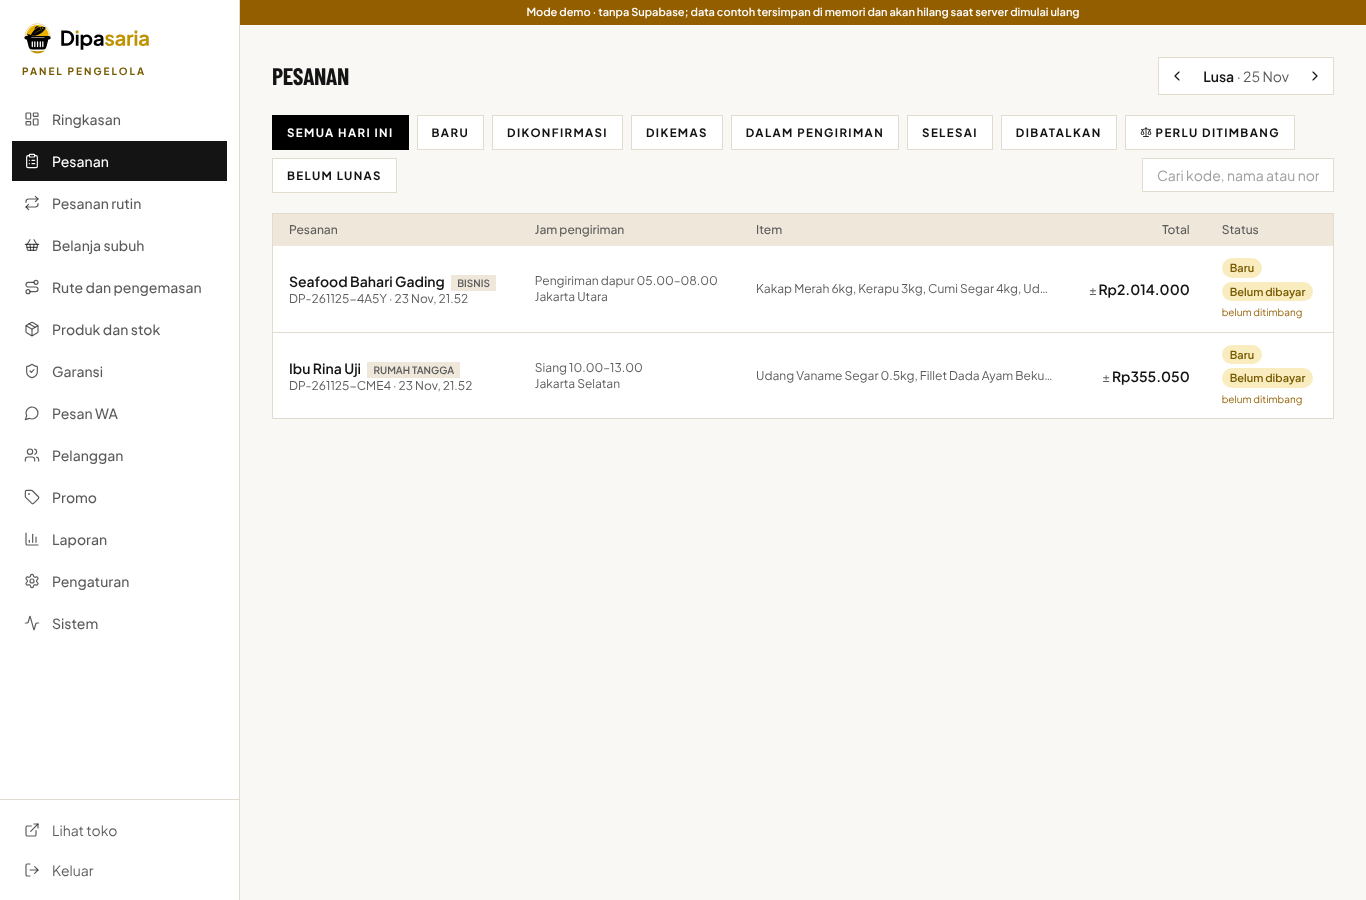 Mode demo · tanpa Supabase; data contoh tersimpan di memori dan akan hilang saat server dimulai ulang
Dipasaria
PANEL PENGELOLA
Ringkasan
Pesanan
Pesanan rutin
Belanja subuh
Rute dan pengemasan
Produk dan stok
Garansi
Pesan WA
Pelanggan
Promo
Laporan
Pengaturan
Sistem
Lihat toko
Keluar
PESANAN
Lusa · 25 Nov
SEMUA HARI INI
BARU
DIKONFIRMASI
DIKEMAS
DALAM PENGIRIMAN
SELESAI
DIBATALKAN
PERLU DITIMBANG
BELUM LUNAS
Cari kode, nama atau nor
Pesanan Jam pengiriman Item Total Status
Seafood Bahari Gading BISNIS
DP-261125-4A5Y · 23 Nov, 21.52
Pengiriman dapur 05.00–08.00
Jakarta Utara
Kakap Merah 6kg, Kerapu 3kg, Cumi Segar 4kg, Ud...
± Rp2.014.000
Baru
Belum dibayar
belum ditimbang
Ibu Rina Uji RUMAH TANGGA
DP-261125-CME4 · 23 Nov, 21.52
Siang 10.00–13.00
Jakarta Selatan
Udang Vaname Segar 0.5kg, Fillet Dada Ayam Beku...
± Rp355.050
Baru
Belum dibayar
belum ditimbang